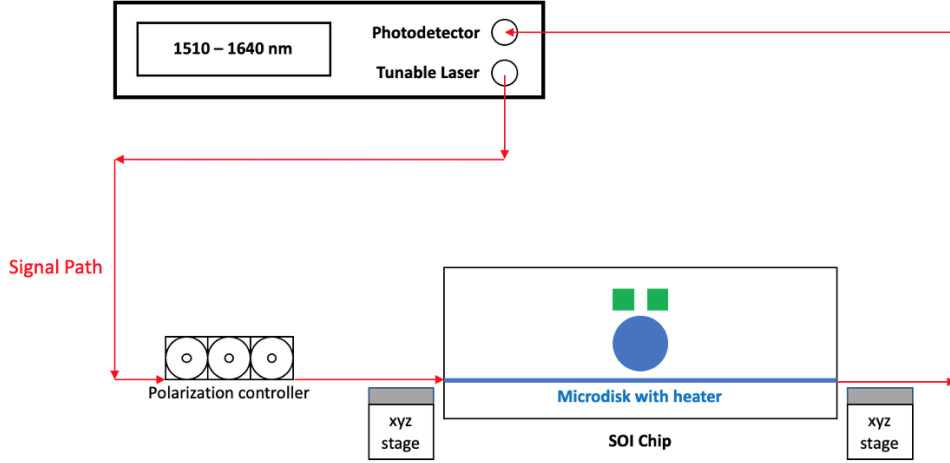 Photodetector
1510 – 1640 nm
Tunable Laser
Signal Path
Polarization controller
Microdisk with heater
xyz
stage
SOI Chip
xyz
stage